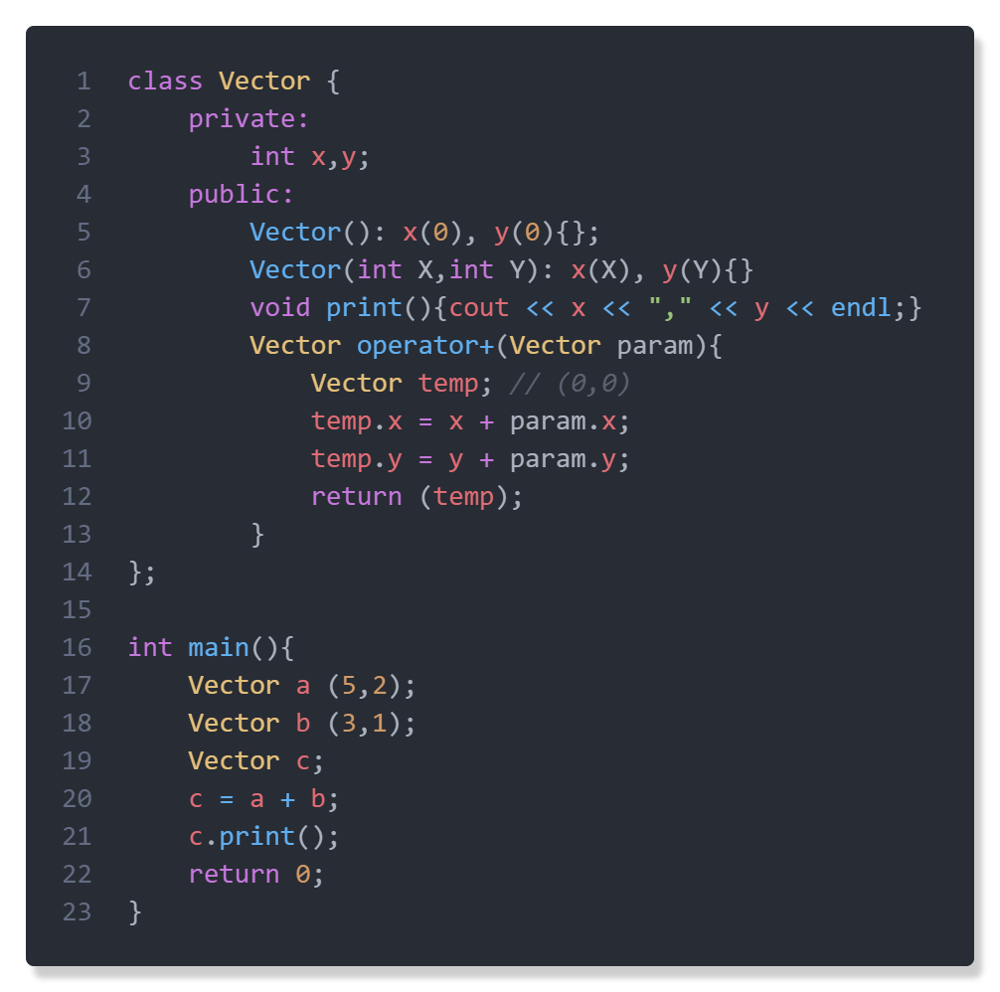 1 class Vector {
2     private:
3         int x,y;
4     public:
5         Vector(): x(0), y(0){};
6         Vector(int X,int Y): x(X), y(Y){}
7         void print(){cout << x << "," << y << endl;}
8         Vector operator+(Vector param){
9             Vector temp; // (0,0)
10             temp.x = x + param.x;
11             temp.y = y + param.y;
12             return (temp);
13         }
14 };
15
16 int main(){
17     Vector a (5,2);
18     Vector b (3,1);
19     Vector c;
20     c = a + b;
21     c.print();
22     return 0;
23 }